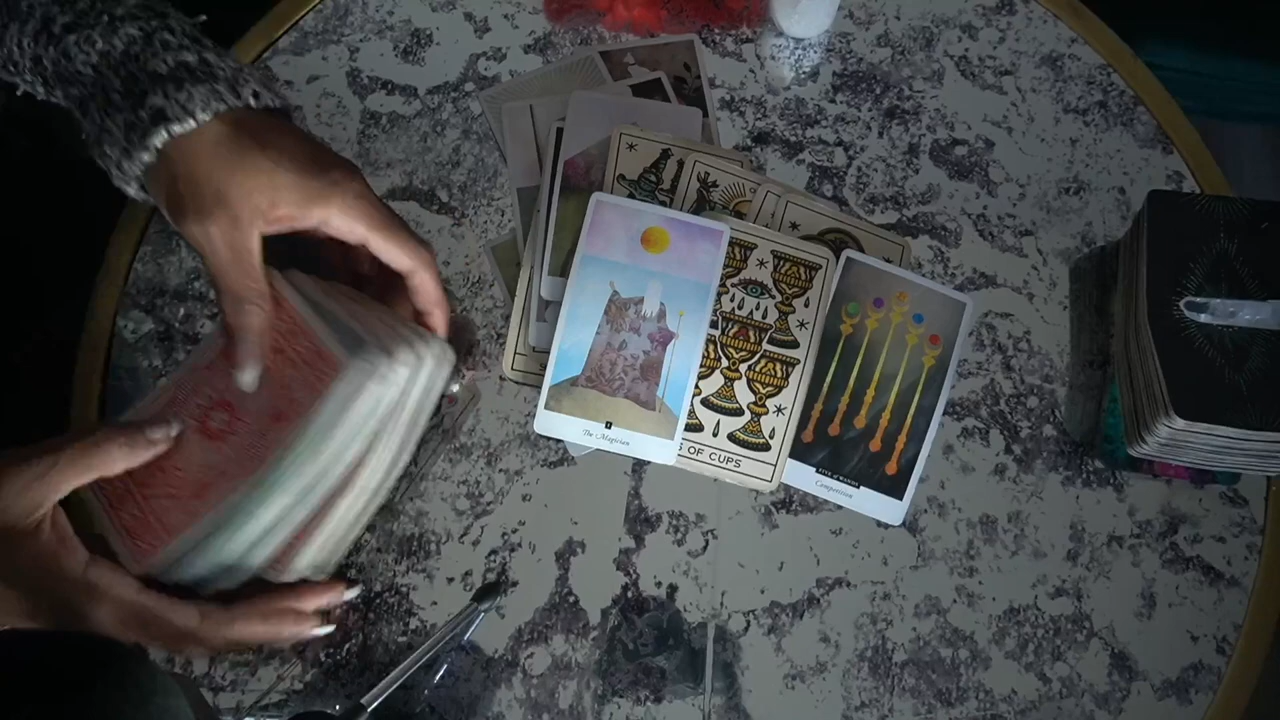 I
The Magician
S OF CUPS
FIVE of WANDS
Competition